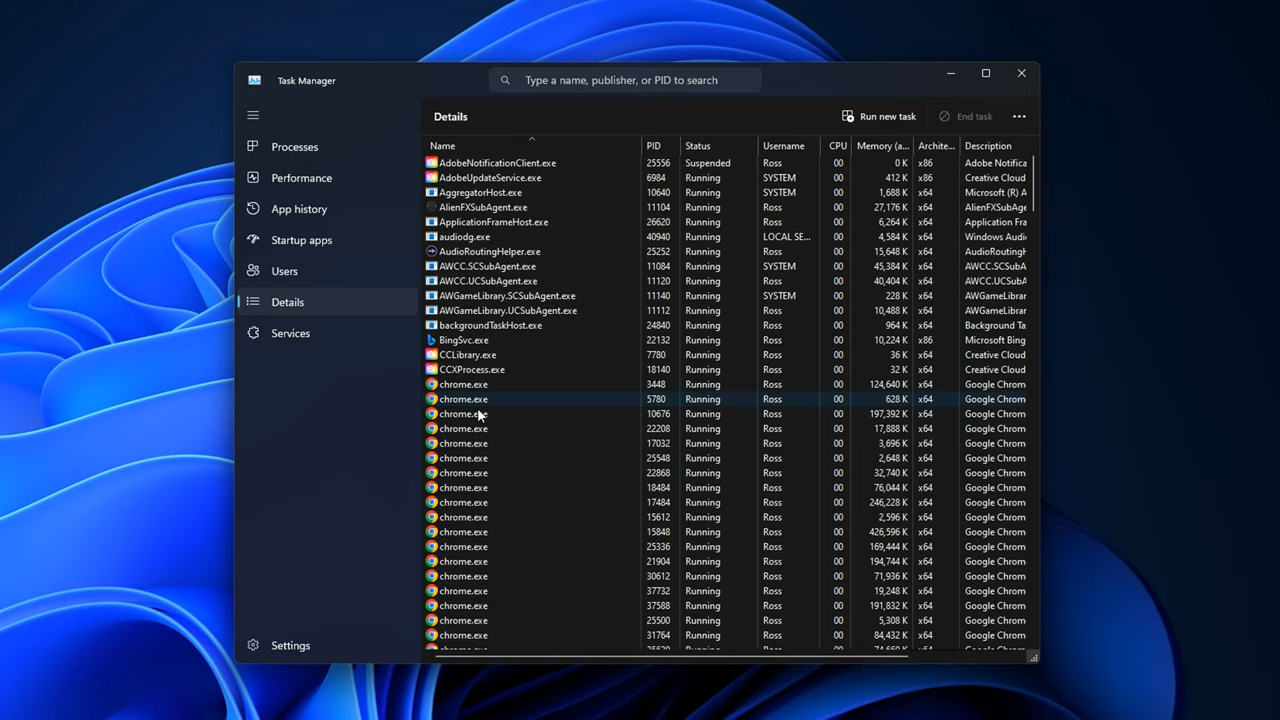 Task Manager
Type a name, publisher, or PID to search
Details
Run new task
End task
Processes
Performance
App history
Startup apps
Users
Details
Services
Settings
Name PID Status Username CPU Memory (a... Archite... Description
AdobeNotificationClient.exe 25556 Suspended Ross 00 0 K x86 Adobe Notifica
AdobeUpdateService.exe 6984 Running SYSTEM 00 412 K x86 Creative Cloud
AggregatorHost.exe 10640 Running SYSTEM 00 1,688 K x64 Microsoft (R) A
AlienFXSubAgent.exe 11104 Running Ross 00 27,176 K x64 AlienFXSubAge
ApplicationFrameHost.exe 26620 Running Ross 00 6,264 K x64 Application Fra
audiodg.exe 40940 Running LOCAL SE... 00 4,584 K x64 Windows Audi
AudioRoutingHelper.exe 25252 Running Ross 00 15,648 K x64 AudioRoutingH
AWCC.SCSubAgent.exe 11084 Running SYSTEM 00 45,384 K x64 AWCC.SCSubA
AWCC.UCSubAgent.exe 11120 Running Ross 00 40,404 K x64 AWCC.UCSubA
AWGameLibrary.SCSubAgent.exe 11140 Running SYSTEM 00 228 K x64 AWGameLibrar
AWGameLibrary.UCSubAgent.exe 11112 Running Ross 00 10,488 K x64 AWGameLibrar
backgroundTaskHost.exe 24840 Running Ross 00 964 K x64 Background Ta
BingSvc.exe 22132 Running Ross 00 10,224 K x86 Microsoft Bing
CCLibrary.exe 7780 Running Ross 00 36 K x64 Creative Cloud
CCXProcess.exe 18140 Running Ross 00 32 K x64 Creative Cloud
chrome.exe 3448 Running Ross 00 124,640 K x64 Google Chrom
chrome.exe 5780 Running Ross 00 628 K x64 Google Chrom
chrome.exe 10676 Running Ross 00 197,392 K x64 Google Chrom
chrome.exe 22208 Running Ross 00 17,888 K x64 Google Chrom
chrome.exe 17032 Running Ross 00 3,696 K x64 Google Chrom
chrome.exe 25548 Running Ross 00 2,648 K x64 Google Chrom
chrome.exe 22868 Running Ross 00 32,740 K x64 Google Chrom
chrome.exe 18484 Running Ross 00 76,044 K x64 Google Chrom
chrome.exe 17484 Running Ross 00 246,228 K x64 Google Chrom
chrome.exe 15612 Running Ross 00 2,596 K x64 Google Chrom
chrome.exe 15848 Running Ross 00 426,596 K x64 Google Chrom
chrome.exe 25336 Running Ross 00 169,444 K x64 Google Chrom
chrome.exe 21904 Running Ross 00 194,744 K x64 Google Chrom
chrome.exe 30612 Running Ross 00 71,936 K x64 Google Chrom
chrome.exe 37732 Running Ross 00 19,248 K x64 Google Chrom
chrome.exe 37588 Running Ross 00 191,832 K x64 Google Chrom
chrome.exe 25500 Running Ross 00 5,308 K x64 Google Chrom
chrome.exe 31764 Running Ross 00 84,432 K x64 Google Chrom